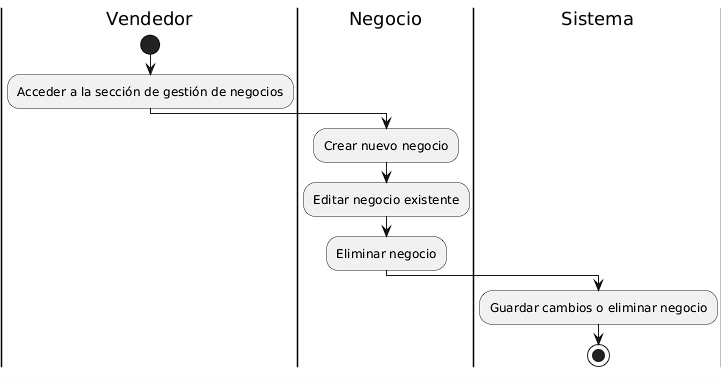 Vendedor
Negocio
Sistema
Acceder a la sección de gestión de negocios
Crear nuevo negocio
Editar negocio existente
Eliminar negocio
Guardar cambios o eliminar negocio